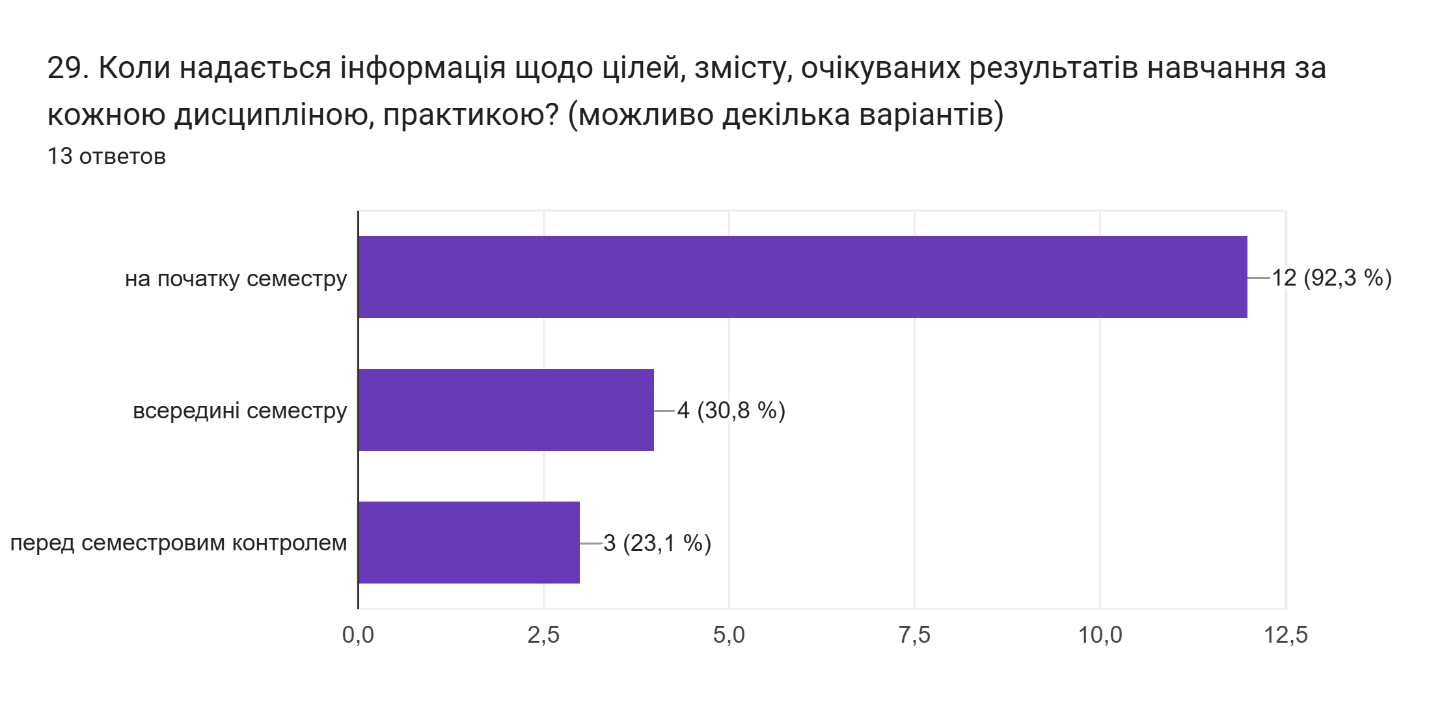 29. Коли надається інформація щодо цілей, змісту, очікуваних результатів навчання за
кожною дисципліною, практикою? (можливо декілька варіантів)
13 ответов
на початку семестру
12 (92,3 %)
всередині семестру
4 (30,8 %)
перед семестровим контролем
3 (23,1 %)
0,0 2,5 5,0 7,5 10,0 12,5